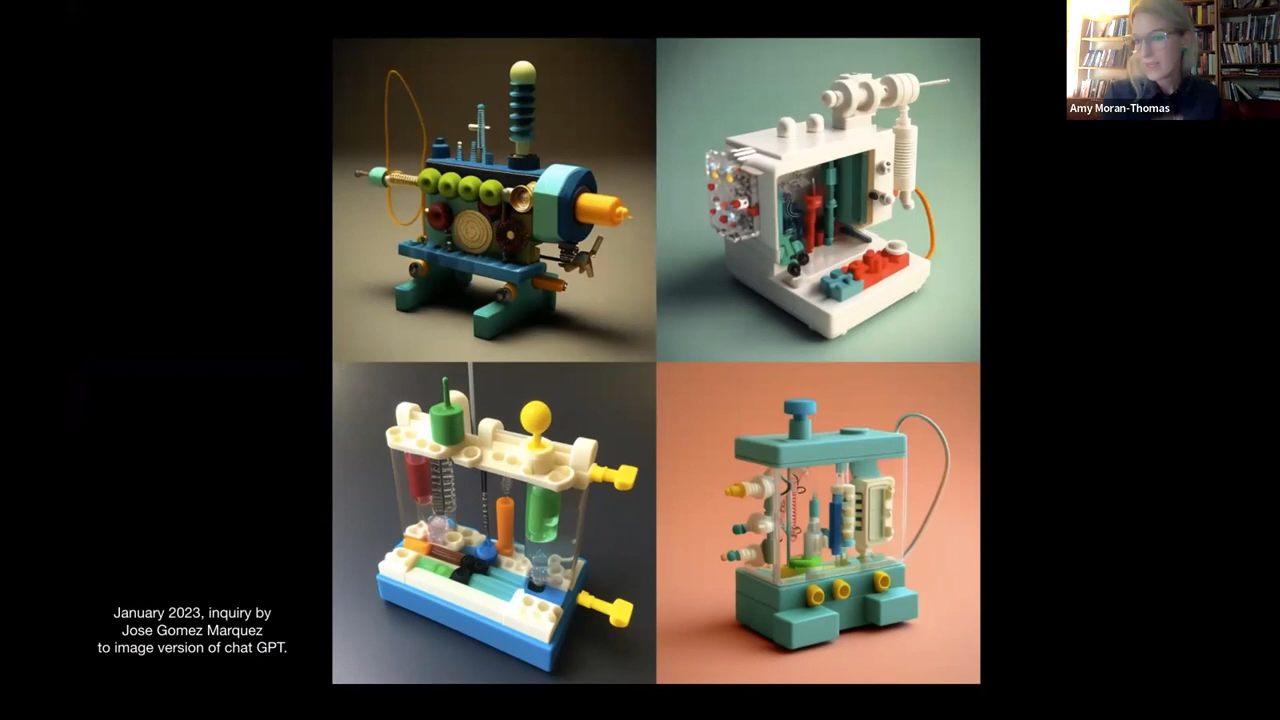 Amy Moran-Thomas
January 2023, inquiry by
Jose Gomez Marquez
to image version of chat GPT.